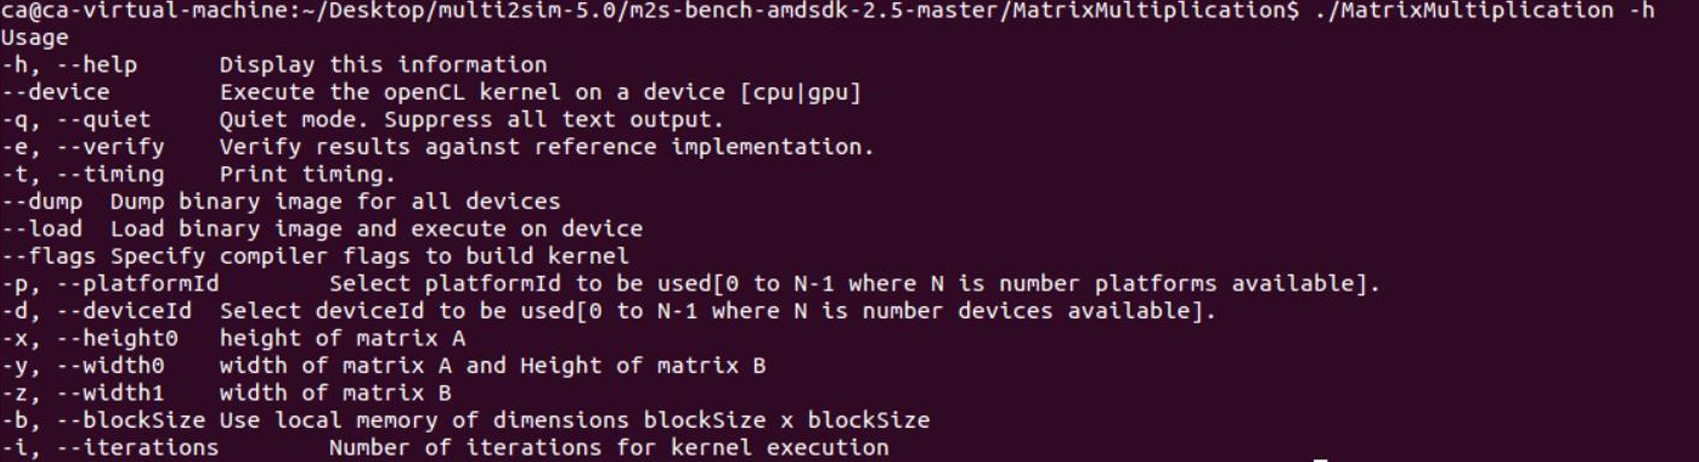 ca@ca-virtual-machine:~/Desktop/multi2sim-5.0/m2s-bench-amdsdk-2.5-master/MatrixMultiplication$ ./MatrixMultiplication -h
Usage
-h, --help      Display this information
--device        Execute the openCL kernel on a device [cpu|gpu]
-q, --quiet     Quiet mode. Suppress all text output.
-e, --verify    Verify results against reference implementation.
-t, --timing    Print timing.
--dump  Dump binary image for all devices
--load  Load binary image and execute on device
--flags Specify compiler flags to build kernel
-p, --platformId        Select platformId to be used[0 to N-1 where N is number platforms available].
-d, --deviceId  Select deviceId to be used[0 to N-1 where N is number devices available].
-x, --height0   height of matrix A
-y, --width0    width of matrix A and Height of matrix B
-z, --width1    width of matrix B
-b, --blockSize Use local memory of dimensions blockSize x blockSize
-i, --iterations        Number of iterations for kernel execution